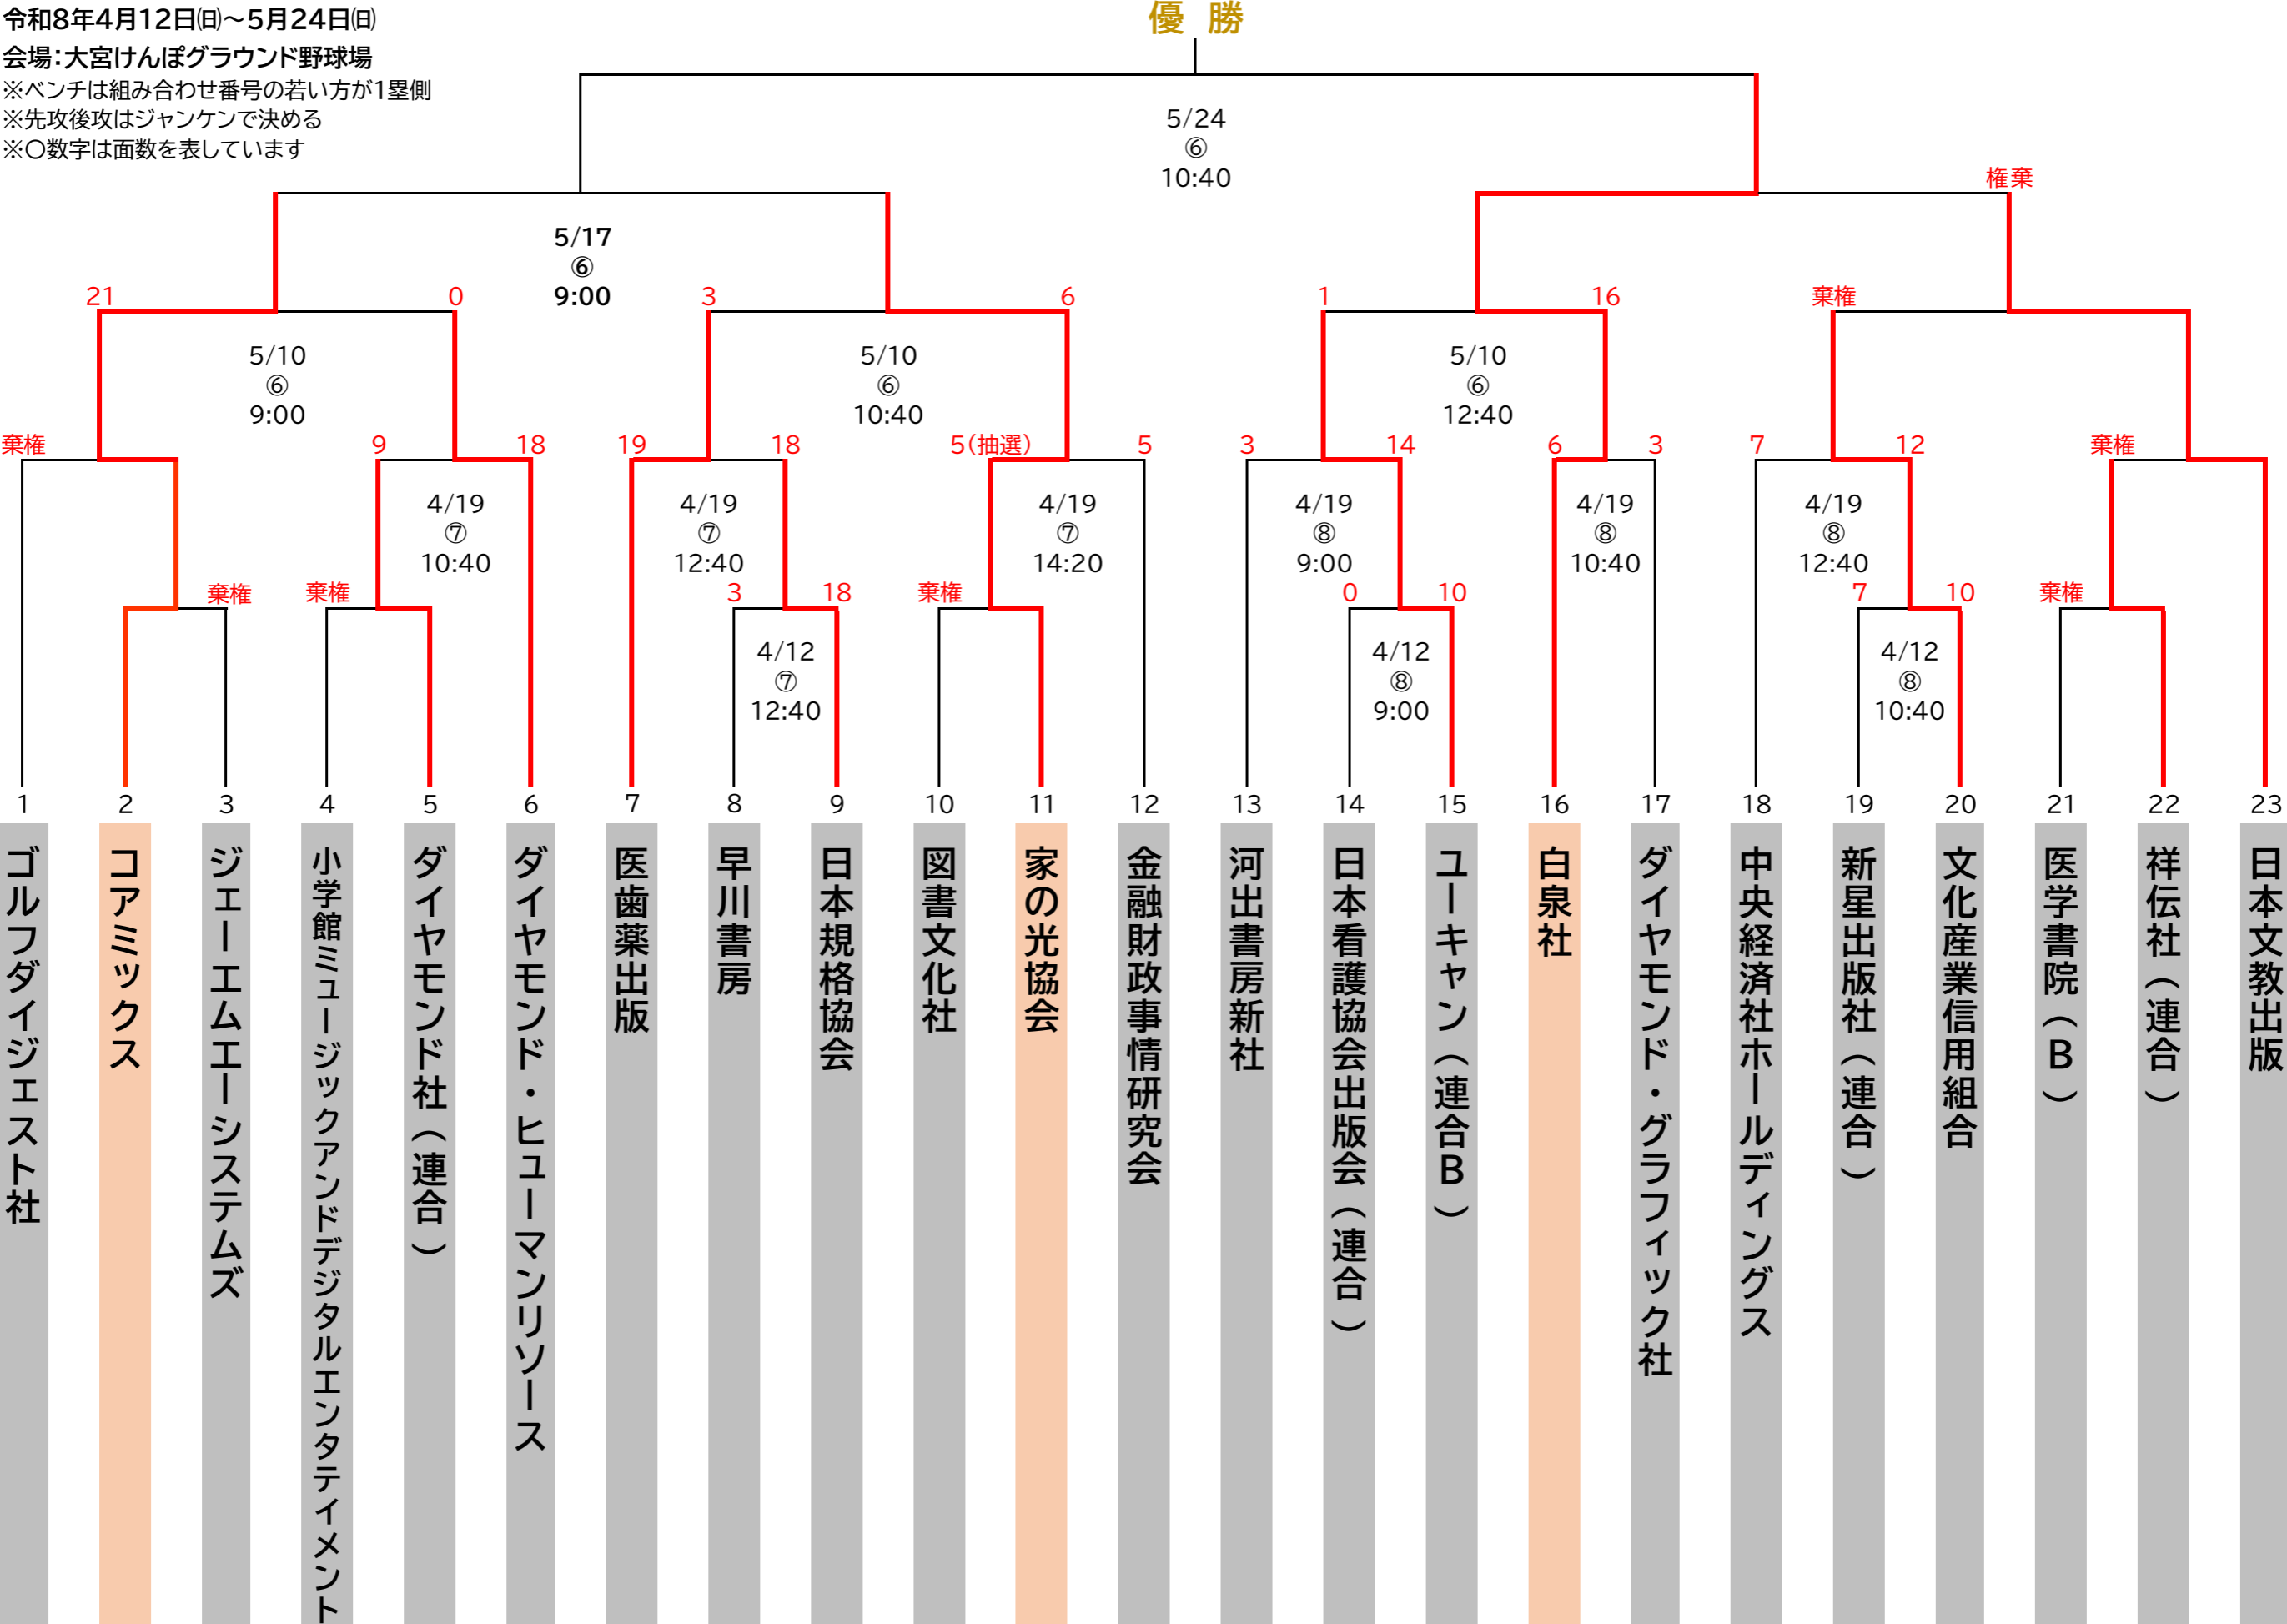 令和8年4月12日㈰～5月24日㈰
会場：大宮けんぽグラウンド野球場
※ベンチは組み合わせ番号の若い方が1塁側
※先攻後攻はジャンケンで決める
※〇数字は面数を表しています
優 勝
5/24
⑥
10:40
権棄
5/17
⑥
9:00
21
0
3
6
1
16
棄権
5/10
⑥
9:00
5/10
⑥
10:40
5/10
⑥
12:40
棄権
9
18
19
18
5（抽選）
5
3
14
6
3
7
12
棄権
4/19
⑦
10:40
4/19
⑦
12:40
4/19
⑦
14:20
4/19
⑧
9:00
4/19
⑧
10:40
4/19
⑧
12:40
棄権
棄権
3
18
棄権
0
10
7
10
棄権
4/12
⑦
12:40
4/12
⑧
9:00
4/12
⑧
10:40
1
2
3
4
5
6
7
8
9
10
11
12
13
14
15
16
17
18
19
20
21
22
23
ゴルフダイジェスト社
コアミックス
ジェーエムエーシステムズ
小学館ミュージックアンドデジタルエンタテイメント
ダイヤモンド社（連合）
ダイヤモンド・ヒューマンリソース
医歯薬出版
早川書房
日本規格協会
図書文化社
家の光協会
金融財政事情研究会
河出書房新社
日本看護協会出版会（連合）
ユーキャン（連合B）
白泉社
ダイヤモンド・グラフィック社
中央経済社ホールディングス
新星出版社（連合）
文化産業信用組合
医学書院（B）
祥伝社（連合）
日本文教出版